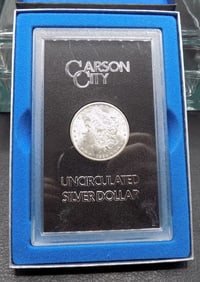 CARSON
CITY
UNCIRCULATED
SILVER DOLLAR